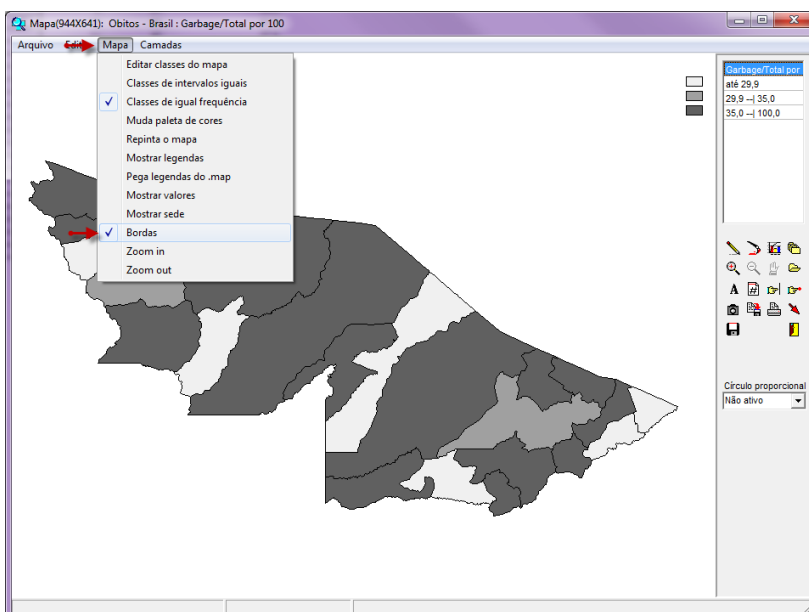 Mapa(944X641): Obitos - Brasil : Garbage/Total por 100
Arquivo Mapa Camadas
Editar classes do mapa
Classes de intervalos iguais
Classes de igual frequência
Muda paleta de cores
Repinta o mapa
Mostrar legendas
Pega legendas do .map
Mostrar valores
Mostrar sede
Bordas
Zoom in
Zoom out
Garbage/Total por
até 29,9
29,9 --| 35,0
35,0 --| 100,0
A #
Círculo proporcional
Não ativo